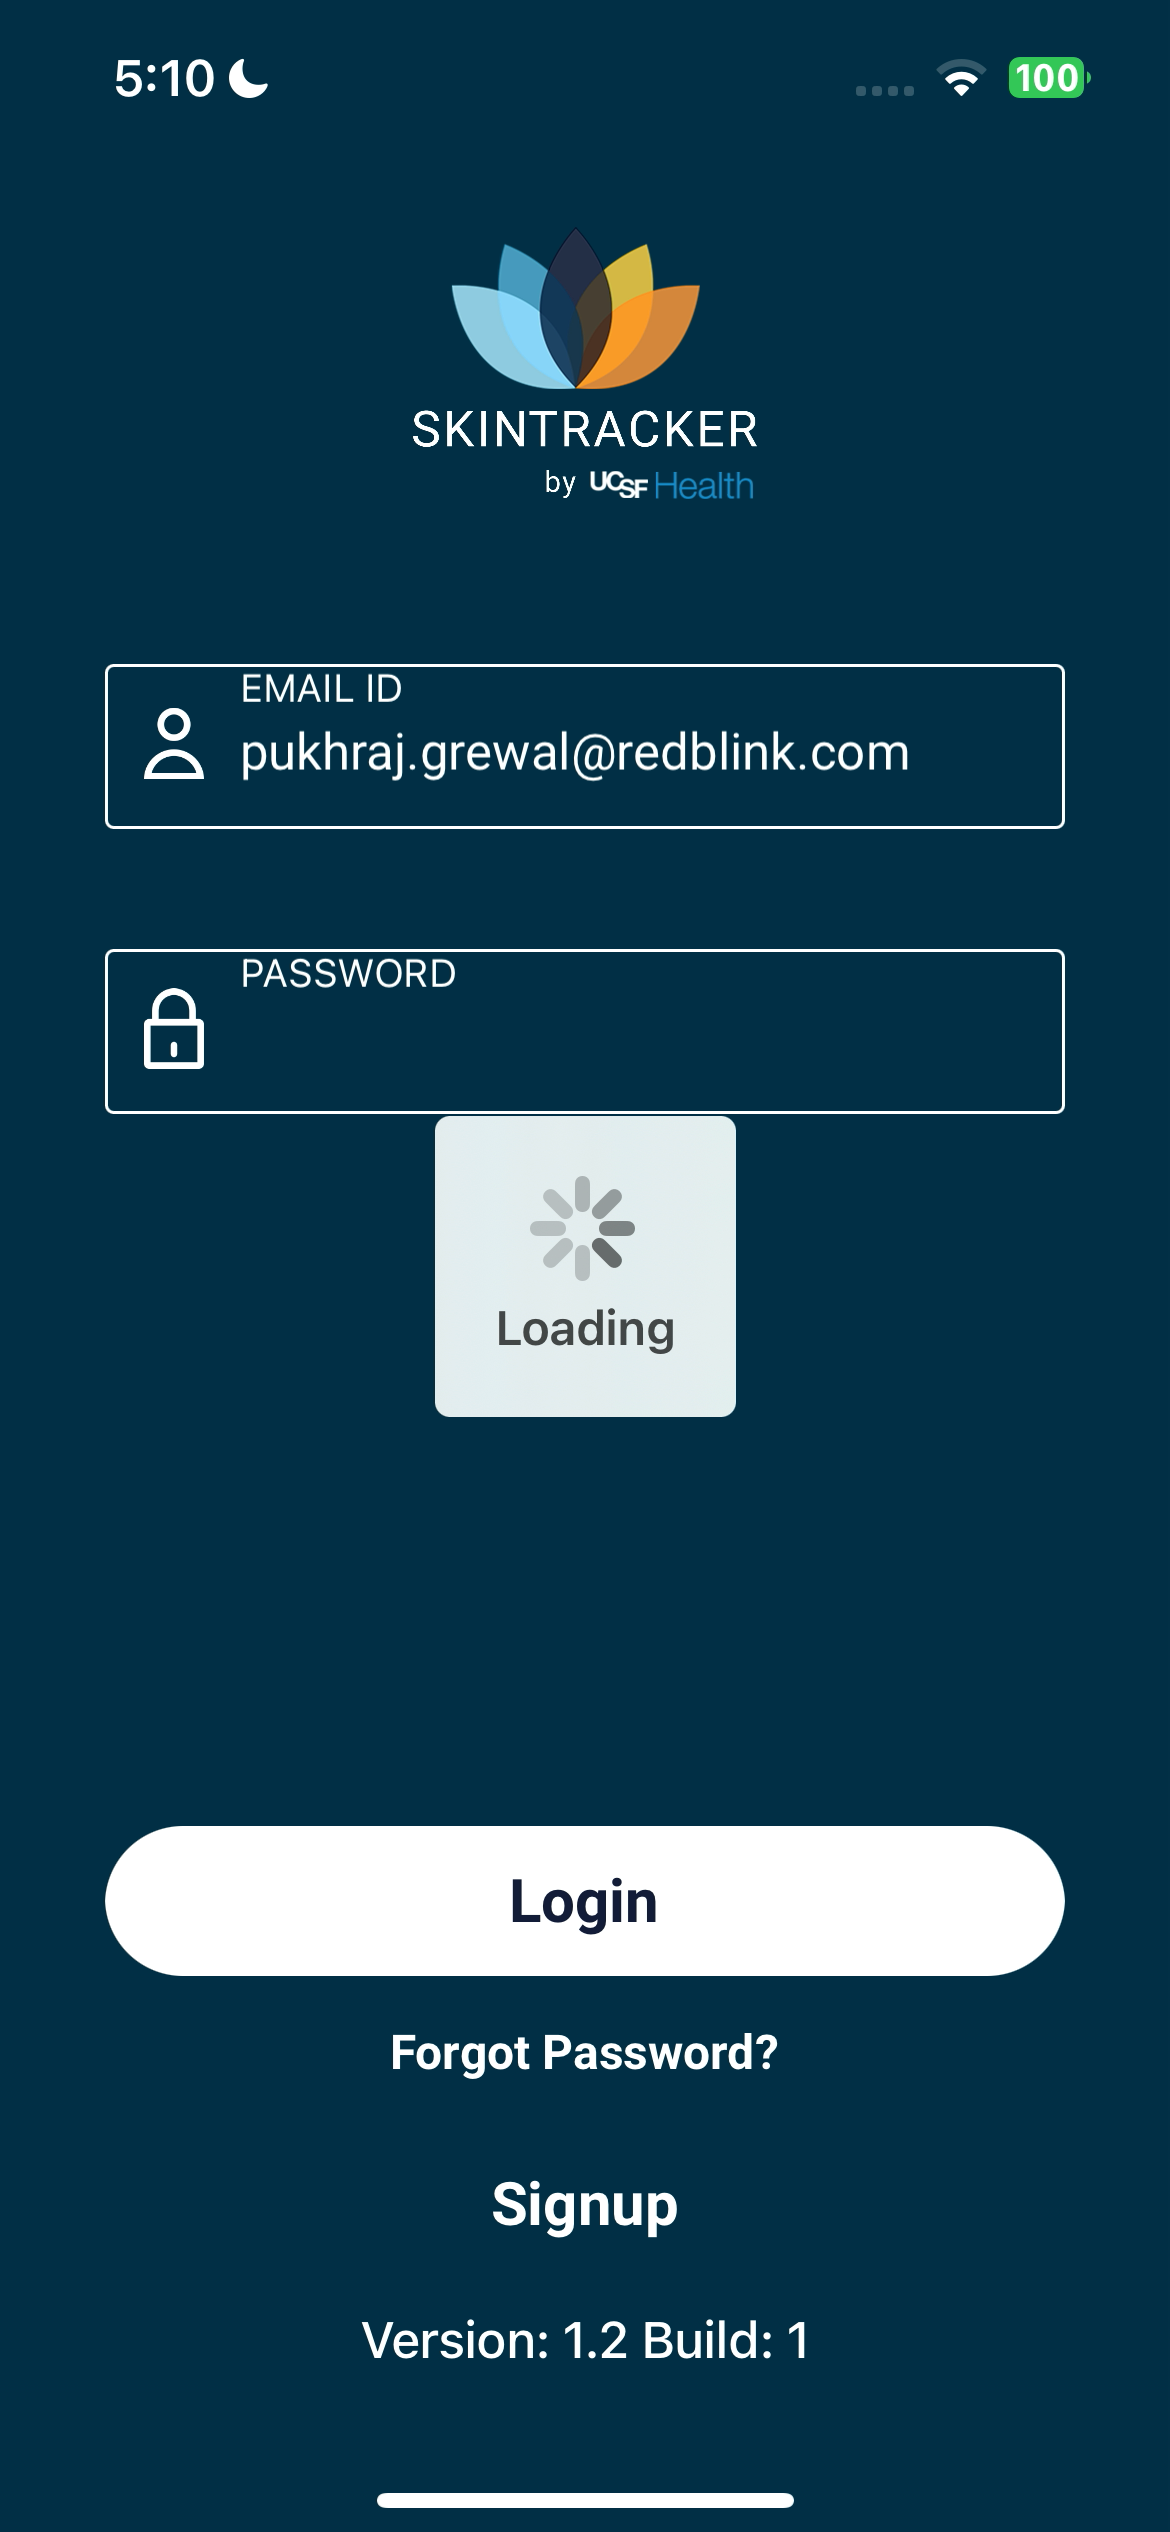 5:10
100
SKINTRACKER
by UCSF Health
EMAIL ID
pukhraj.grewal@redblink.com
PASSWORD
Loading
Login
Forgot Password?
Signup
Version: 1.2 Build: 1